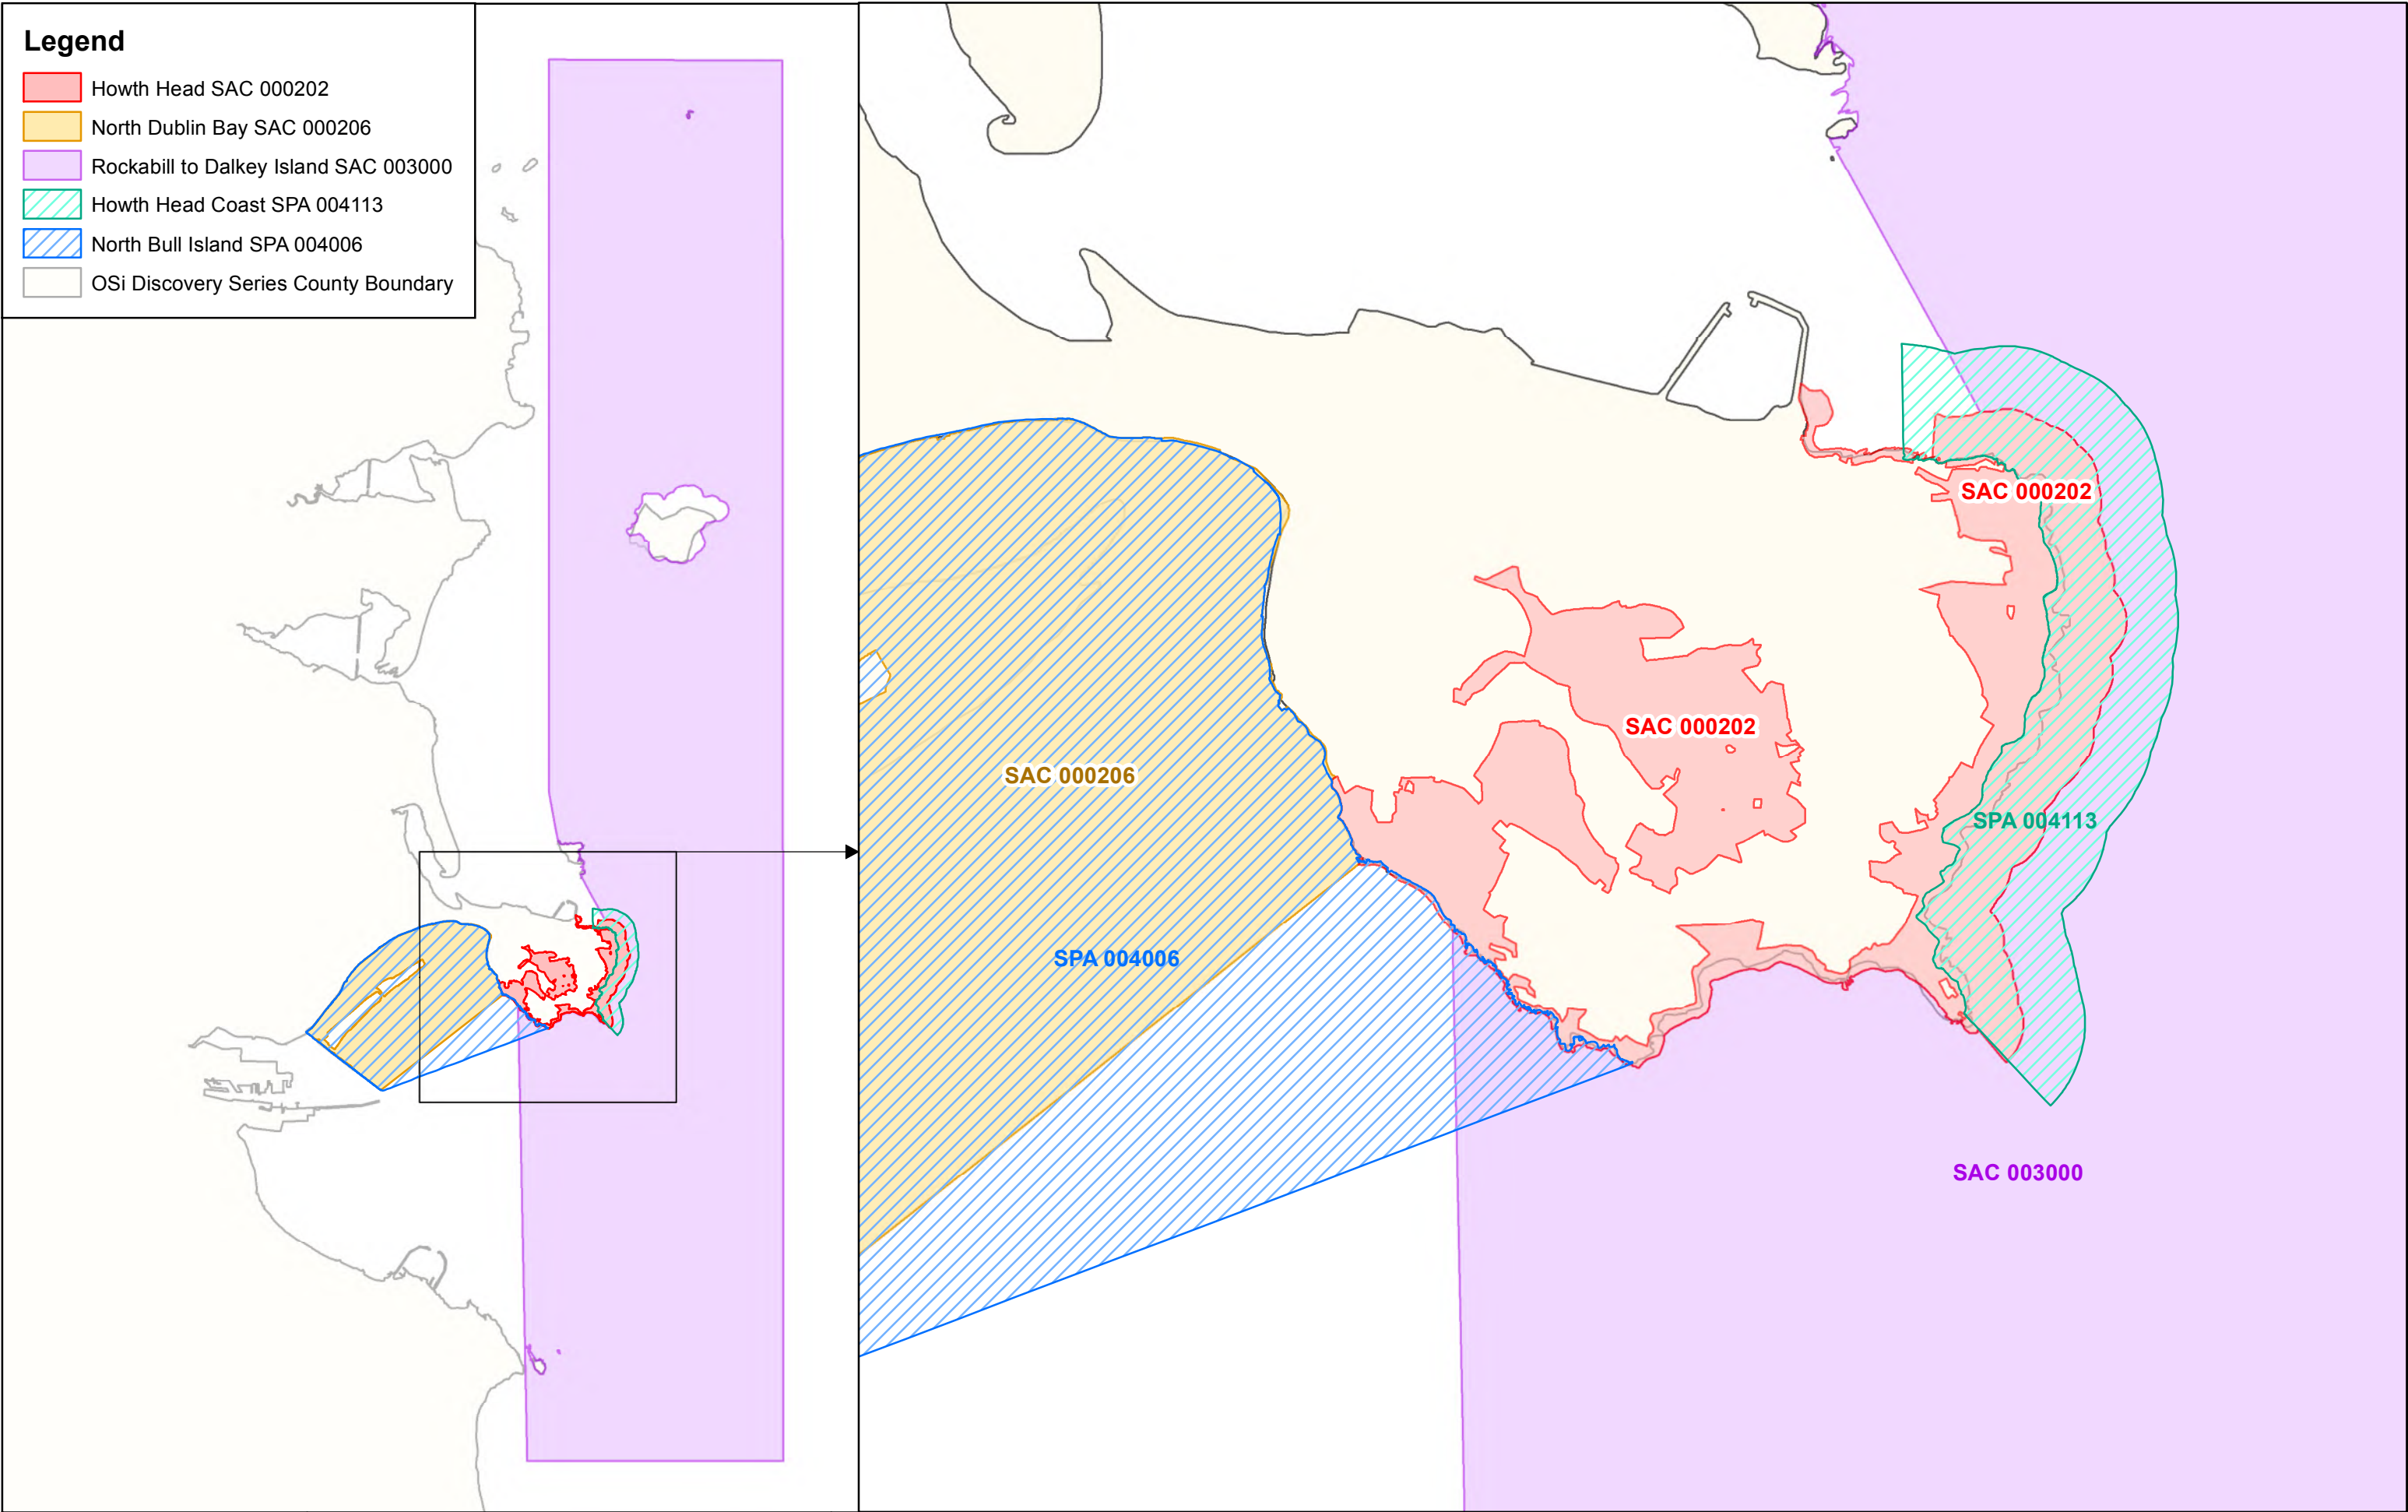 Legend
Howth Head SAC 000202
North Dublin Bay SAC 000206
Rockabill to Dalkey Island SAC 003000
Howth Head Coast SPA 004113
North Bull Island SPA 004006
OSi Discovery Series County Boundary
SAC 000202
SAC 000202
SAC 000206
SPA 004113
SPA 004006
SAC 003000